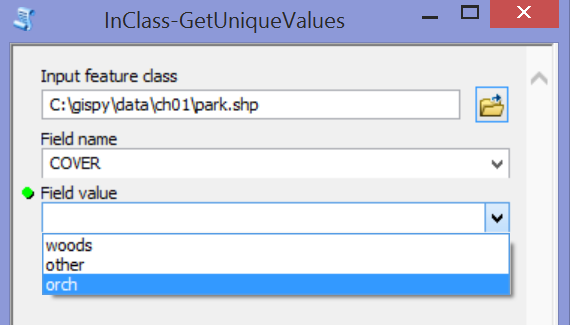 InClass-GetUniqueValues
Input feature class
C:\gispy\data\ch01\park.shp
Field name
COVER
Field value
woods
other
orch